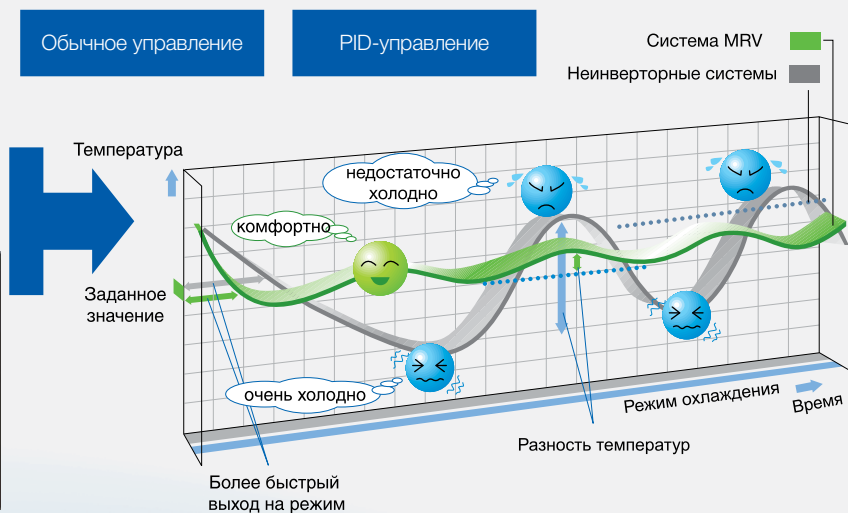 Обычное управление
PID-управление
Система MRV
Неинверторные системы
Температура
недостаточно
холодно
комфортно
Заданное
значение
очень холодно
Режим охлаждения
Время
Разность температур
Более быстрый
выход на режим